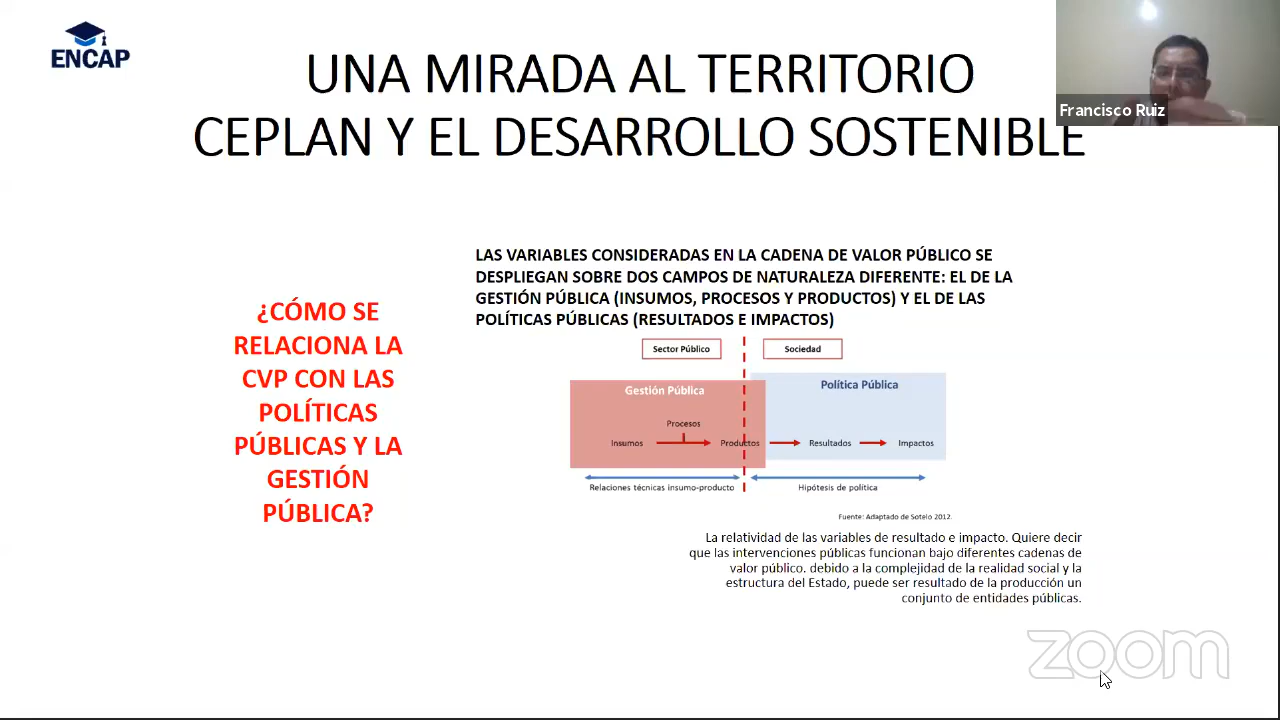 ENCAP
UNA MIRADA AL TERRITORIO
CEPLAN Y EL DESARROLLO SOSTENIBLE
Francisco Ruiz
¿CÓMO SE
RELACIONA LA
CVP CON LAS
POLÍTICAS
PÚBLICAS Y LA
GESTIÓN
PÚBLICA?
LAS VARIABLES CONSIDERADAS EN LA CADENA DE VALOR PÚBLICO SE
DESPLIEGAN SOBRE DOS CAMPOS DE NATURALEZA DIFERENTE: EL DE LA
GESTIÓN PÚBLICA (INSUMOS, PROCESOS Y PRODUCTOS) Y EL DE LAS
POLÍTICAS PÚBLICAS (RESULTADOS E IMPACTOS)
Sector Público
Sociedad
Gestión Pública
Política Pública
Procesos
Insumos
Productos
Resultados
Impactos
Relaciones técnicas insumo-producto
Hipótesis de política
Fuente: Adaptado de Sotelo 2012.
La relatividad de las variables de resultado e impacto. Quiere decir
que las intervenciones públicas funcionan bajo diferentes cadenas de
valor público. debido a la complejidad de la realidad social y la
estructura del Estado, puede ser resultado de la producción un
conjunto de entidades públicas.
zoom